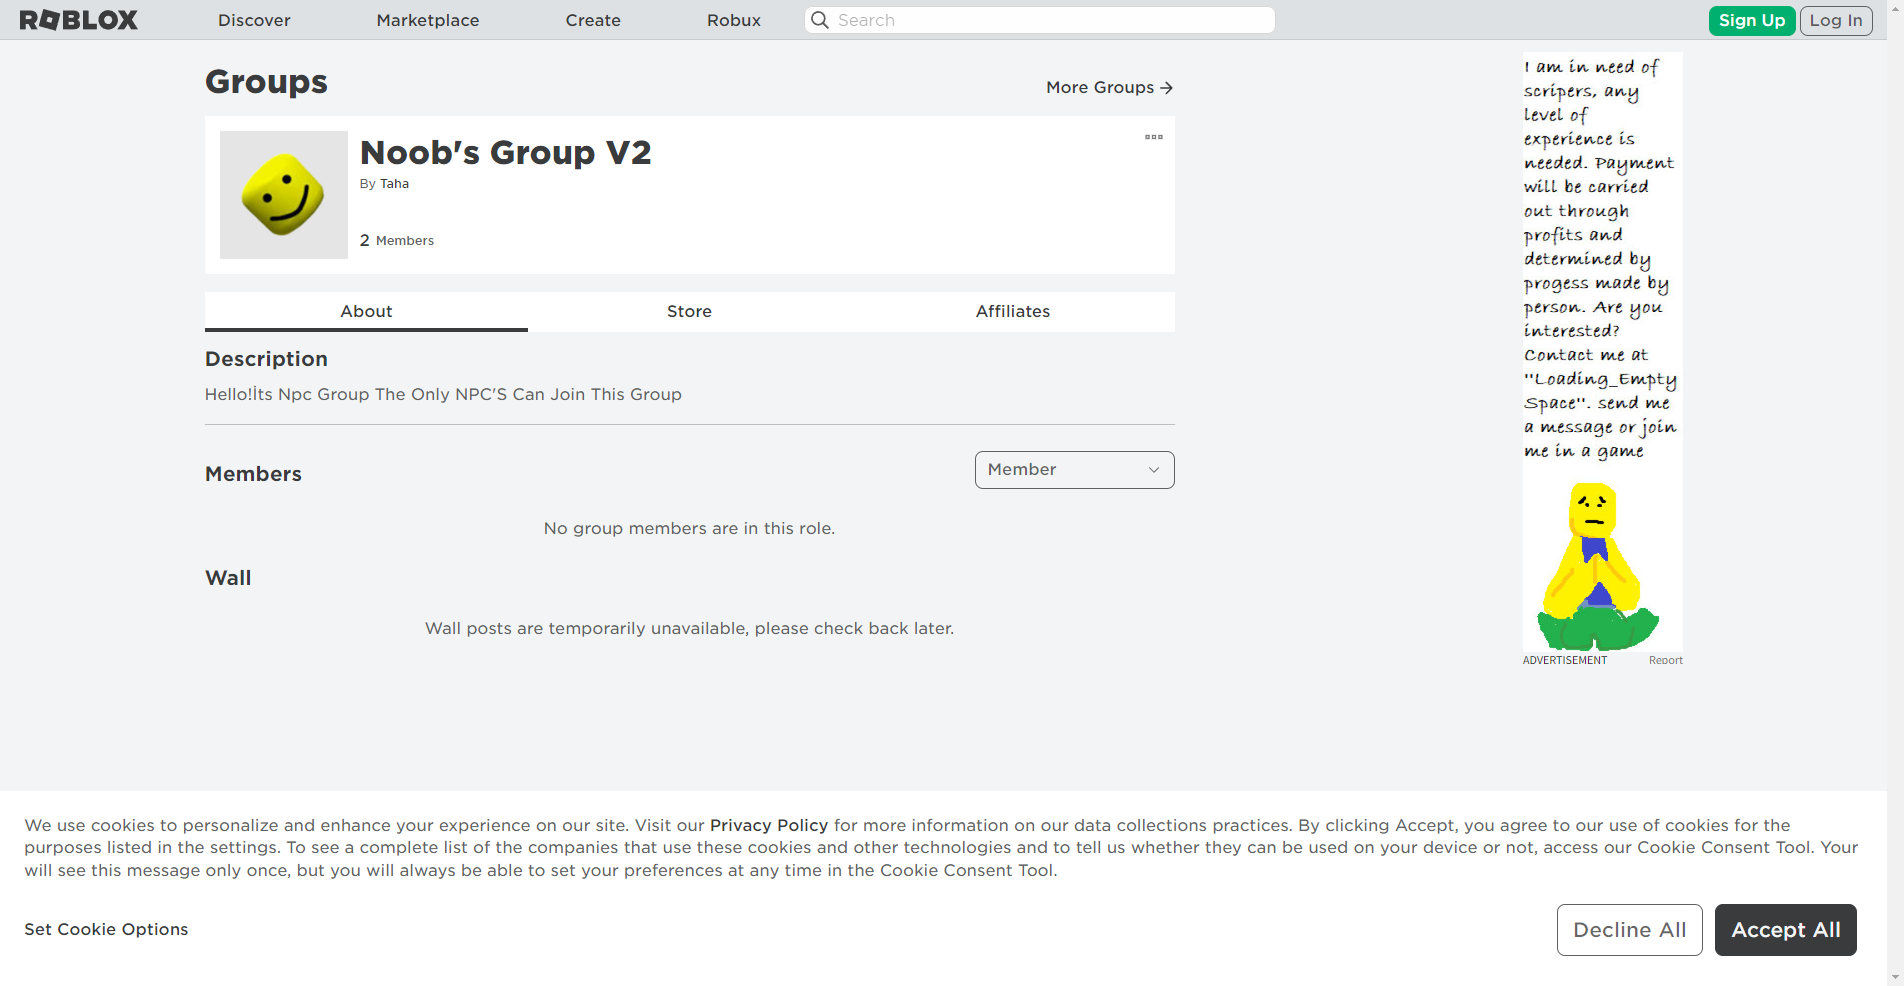 ROBLOX
Discover
Marketplace
Create
Robux
Search
Sign Up
Log In
Groups
More Groups
Noob's Group V2
By Taha
2 Members
About
Store
Affiliates
Description
Hello!İts Npc Group The Only NPC'S Can Join This Group
Members
Member
No group members are in this role.
Wall
Wall posts are temporarily unavailable, please check back later.
I am in need of
scripers, any
level of
experience is
needed. Payment
will be carried
out through
profits and
determined by
progess made by
person. Are you
interested?
Contact me at
"Loading_Empty
Space". send me
a message or join
me in a game
ADVERTISEMENT
Report
We use cookies to personalize and enhance your experience on our site. Visit our Privacy Policy for more information on our data collections practices. By clicking Accept, you agree to our use of cookies for the
purposes listed in the settings. To see a complete list of the companies that use these cookies and other technologies and to tell us whether they can be used on your device or not, access our Cookie Consent Tool. Your
will see this message only once, but you will always be able to set your preferences at any time in the Cookie Consent Tool.
Set Cookie Options
Decline All
Accept All